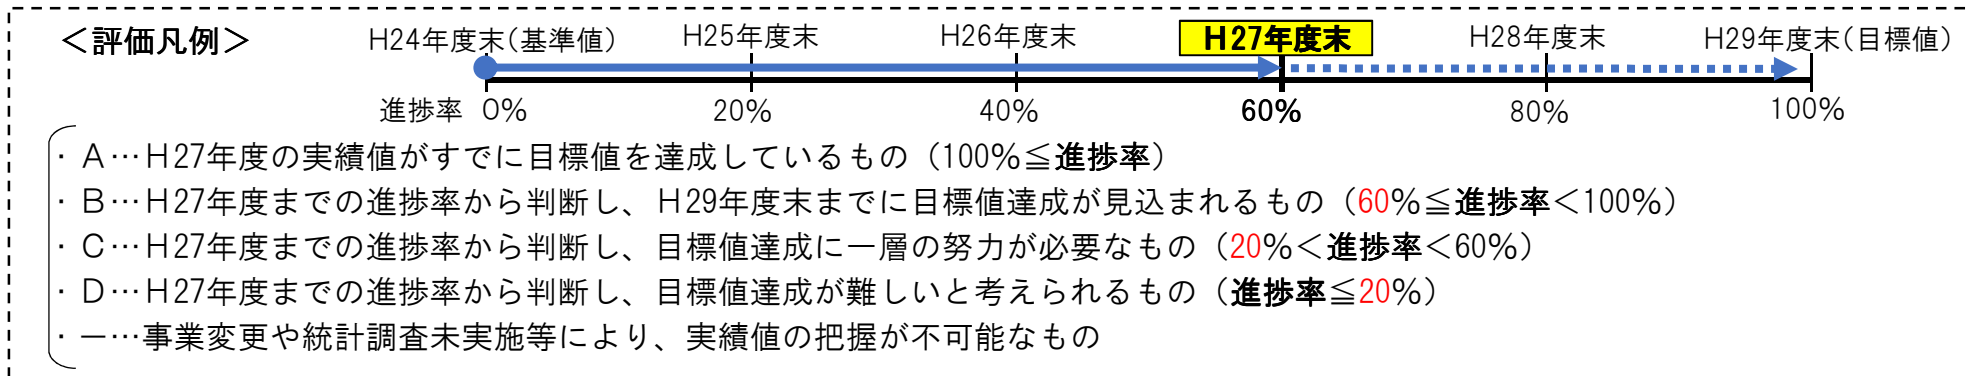 ＜評価凡例＞ H24年度末(基準値) H25年度末 H26年度末 H27年度末 H28年度末 H29年度末(目標値)
進捗率 0% 20% 40% 60% 80% 100%
・A…H27年度の実績値がすでに目標値を達成しているもの（100%≦進捗率）
・B…H27年度までの進捗率から判断し、H29年度末までに目標値達成が見込まれるもの（60%≦進捗率＜100%）
・C…H27年度までの進捗率から判断し、目標値達成に一層の努力が必要なもの（20%＜進捗率＜60%）
・D…H27年度までの進捗率から判断し、目標値達成が難しいと考えられるもの（進捗率≦20%）
・－…事業変更や統計調査未実施等により、実績値の把握が不可能なもの